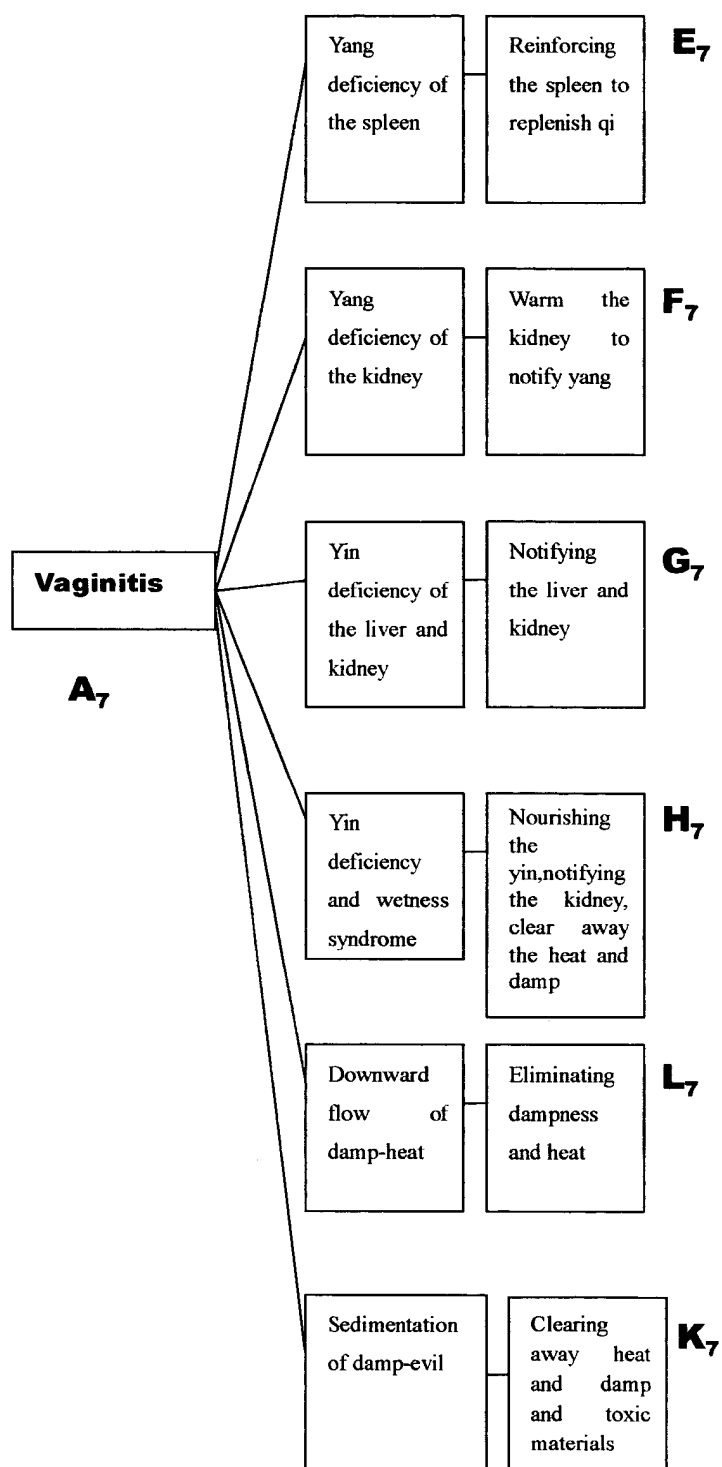 Yang
deficiency of
the spleen
Reinforcing
the spleen to
replenish qi
E7
Yang
deficiency of
the kidney
Warm the
kidney to
notify yang
F7
Vaginitis
A7
Yin
deficiency of
the liver and
kidney
Notifying
the liver and
kidney
G7
Yin
deficiency
and wetness
syndrome
Nourishing
the
yin,notifying
the kidney,
clear away
the heat and
damp
H7
Downward
flow of
damp-heat
Eliminating
dampness
and heat
L7
Sedimentation
of damp-evil
Clearing
away heat
and damp
and toxic
materials
K7